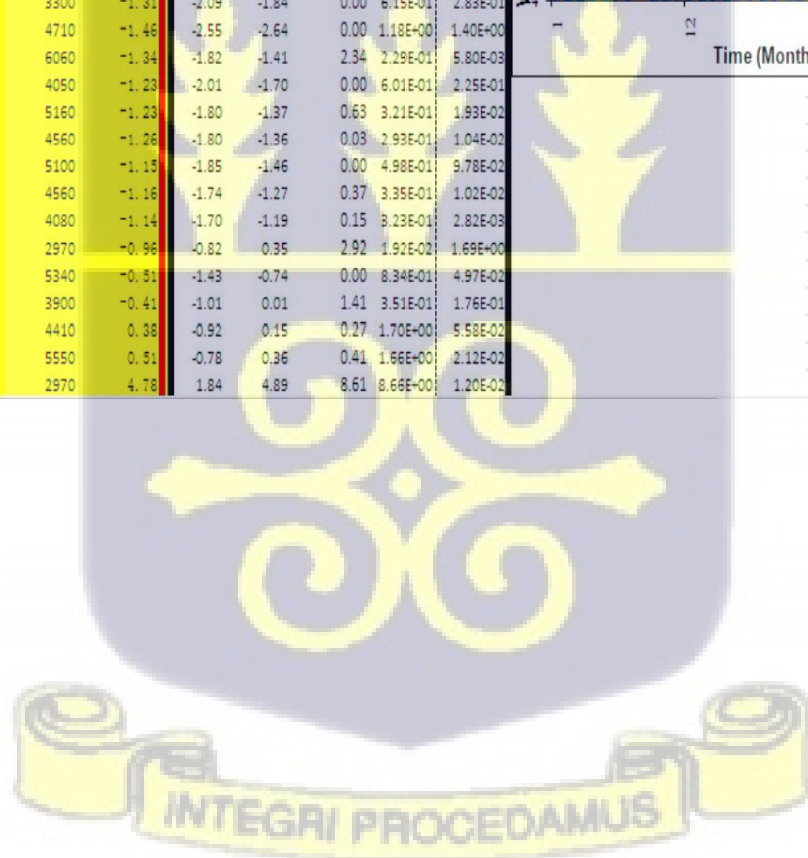 3300 -1.31 -2.09 -1.84 0.00 6.15E-01 2.83E-01
4710 -1.46 -2.55 -2.64 0.00 1.18E+00 1.40E+00
6060 -1.34 -1.82 -1.41 2.34 2.29E-01 5.80E-03
4050 -1.23 -2.01 -1.70 0.00 6.01E-01 2.25E-01
5160 -1.23 -1.80 -1.37 0.63 3.21E-01 1.93E-02
4560 -1.26 -1.80 -1.36 0.03 2.93E-01 1.04E-02
5100 -1.15 -1.85 -1.46 0.00 4.98E-01 9.78E-02
4560 -1.16 -1.74 -1.27 0.37 3.35E-01 1.02E-02
4080 -1.14 -1.70 -1.19 0.15 3.23E-01 2.82E-03
2970 -0.96 -0.82 0.35 2.92 1.92E-02 1.69E+00
5340 -0.51 -1.43 -0.74 0.00 8.34E-01 4.97E-02
3900 -0.41 -1.01 0.01 1.41 3.51E-01 1.76E-01
4410 0.38 -0.92 0.15 0.27 1.70E+00 5.58E-02
5550 0.51 -0.78 0.36 0.41 1.66E+00 2.12E-02
2970 4.78 1.84 4.89 8.61 8.66E+00 1.20E-02
1 12
Time (Month
INTEGRI PROCEDAMUS